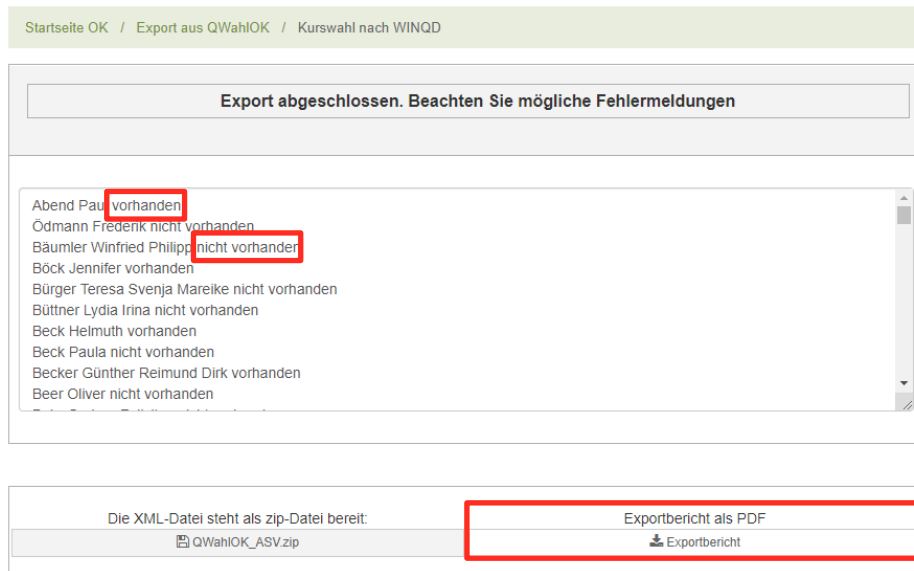 Startseite OK / Export aus QWahlOK / Kurswahl nach WINQD
Export abgeschlossen. Beachten Sie mögliche Fehlermeldungen
Abend Paul vorhanden
Ödmann Frederik nicht vorhanden
Bäumler Winfried Philipp nicht vorhanden
Böck Jennifer vorhanden
Bürger Teresa Svenja Mareike nicht vorhanden
Büttner Lydia Irina nicht vorhanden
Beck Helmuth vorhanden
Beck Paula nicht vorhanden
Becker Günther Reimund Dirk vorhanden
Beer Oliver nicht vorhanden
Die XML-Datei steht als zip-Datei bereit:
QWahlOK_ASV.zip
Exportbericht als PDF
Exportbericht